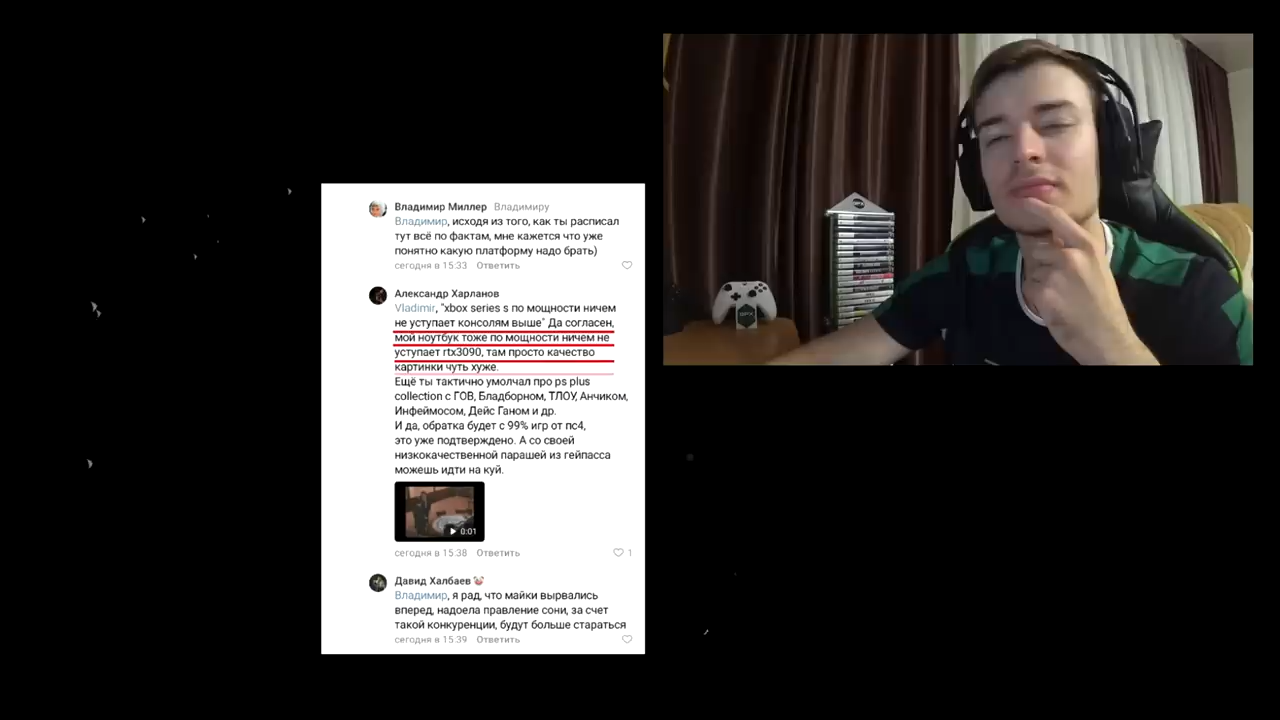 Владимир Миллер Владимиру
Владимир, исходя из того, как ты расписал
тут всё по фактам, мне кажется что уже
понятно какую платформу надо брать)
сегодня в 15:33 Ответить
Александр Харланов
Vladimir, "xbox series s по мощности ничем
не уступает консолям выше" Да согласен,
мой ноутбук тоже по мощности ничем не
уступает rtx3090, там просто качество
картинки чуть хуже.
Ещё ты тактично умолчал про ps plus
collection с ГОВ, Бладборном, ТЛОУ, Анчиком,
Инфеймосом, Дейс Ганом и др.
И да, обратка будет с 99% игр от пс4,
это уже подтверждено. А со своей
низкокачественной парашей из гейпасса
можешь идти на куй.
0:01
сегодня в 15:38 Ответить 1
Давид Халбаев
Владимир, я рад, что майки вырвались
вперед, надоела правление сони, за счет
такой конкуренции, будут больше стараться
сегодня в 15:39 Ответить